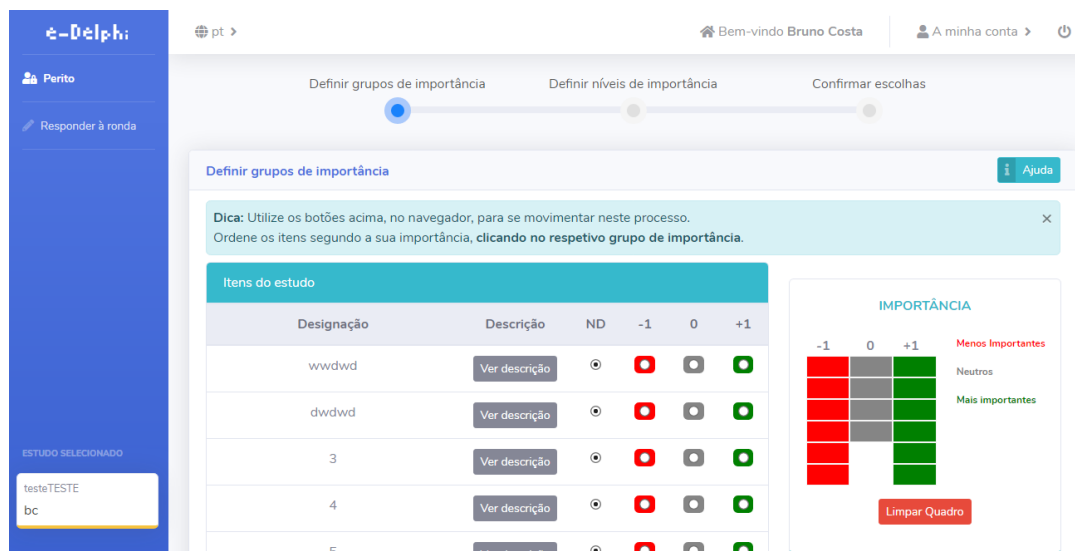 e-Delphi
pt
Bem-vindo Bruno Costa
A minha conta
Perito
Responder à ronda
Definir grupos de importância
Definir níveis de importância
Confirmar escolhas
Definir grupos de importância
Ajuda
Dica: Utilize os botões acima, no navegador, para se movimentar neste processo.
Ordene os itens segundo a sua importância, clicando no respetivo grupo de importância.
Itens do estudo
Designação Descrição ND -1 0 +1
wwdwd Ver descrição
dwdwd Ver descrição
3 Ver descrição
4 Ver descrição
IMPORTÂNCIA
-1 0 +1
Menos Importantes
Neutros
Mais importantes
Limpar Quadro
ESTUDO SELECIONADO
testeTESTE
bc